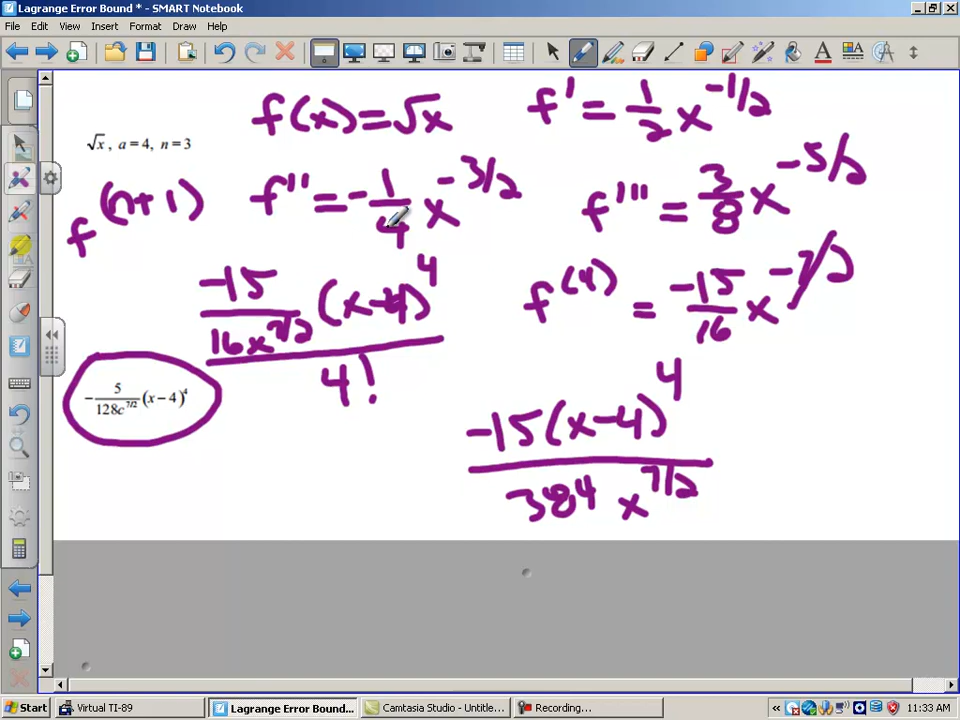 Lagrange Error Bound * - SMART Notebook
File Edit View Insert Format Tools Draw Help
f(x)=√x
f' = 1/2 x^-1/2
√x, a = 4, n = 3
f^(n+1)
f'' = -1/4 x^-3/2
f''' = 3/8 x^-5/2
-15/16x^7/2 (x-4)^4
4!
f^(4) = -15/16 x^-7/2
-5/128c^7/2 (x-4)^4
-15(x-4)^4
384 x^7/2
Start Virtual TI-89 Lagrange Error Bound... Camtasia Studio - Untitle... Recording... 11:33 AM